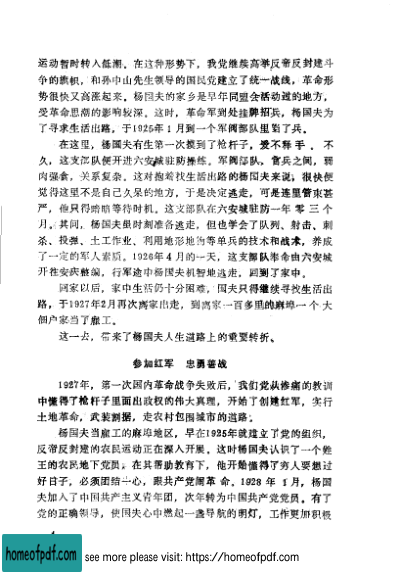 运动暂时转入低潮。在这种形势下，我党继续高举反帝反封建斗
争的旗帜，和孙中山先生领导的国民党建立了统一战线，革命形
势很快又高涨起来。杨国夫的家乡是早年同盟会活动过的地方，
受革命思潮的影响较深。这时，革命军到处挂牌招兵，杨国夫为
了寻求生活出路，于1925年1月到一个军阀部队里当了兵。
在这里，杨国夫有生第一次摸到了枪杆子，爱不释手。不
久，这支部队便开进六安城驻防操练。军阀部队，官兵之间，弱
肉强食，关系复杂。这对抱着找生活出路的杨国夫来说，很快便
觉得这里不是自己久呆的地方，于是决定逃走，可是连里管束甚
严，他只得暗暗等待时机。这支部队在六安城驻防一年零三个
月。其间，杨国夫虽时刻准备逃走，但也学会了队列、射击、刺
杀、投弹、土工作业、利用地形地物等单兵的技术和战术，养成
了一定的军人素质。1926年4月的一天，这支部队奉命由六安城
开往安庆整编，行军途中杨国夫机智地逃走，回到了家中。
回家以后，家中生活仍十分困难，国夫只得继续寻找生活出
路，于1927年2月再次离家出走，到离家一百多里的麻埠一个大
佃户家当了雇工。
这一去，带来了杨国夫人生道路上的重要转折。
参加红军 忠勇善战
1927年，第一次国内革命战争失败后，我们党从惨痛的教训
中懂得了枪杆子里面出政权的伟大真理，开始了创建红军，实行
土地革命，武装割据，走农村包围城市的道路。
杨国夫当雇工的麻埠地区，早在1925年就建立了党的组织，
反帝反封建的农民运动正在深入开展。这时杨国夫认识了一个姓
王的农民地下党员。在其帮助教育下，他开始懂得了穷人要想过
好日子，必须团结一心，跟共产党闹革命。1928年1月，杨国
夫加入了中国共产主义青年团，次年转为中国共产党党员。有了
党的正确领导，使国夫心中燃起一盏导航的明灯，工作更加积极
homeofpdf.com
see more please visit: https://homeofpdf.com